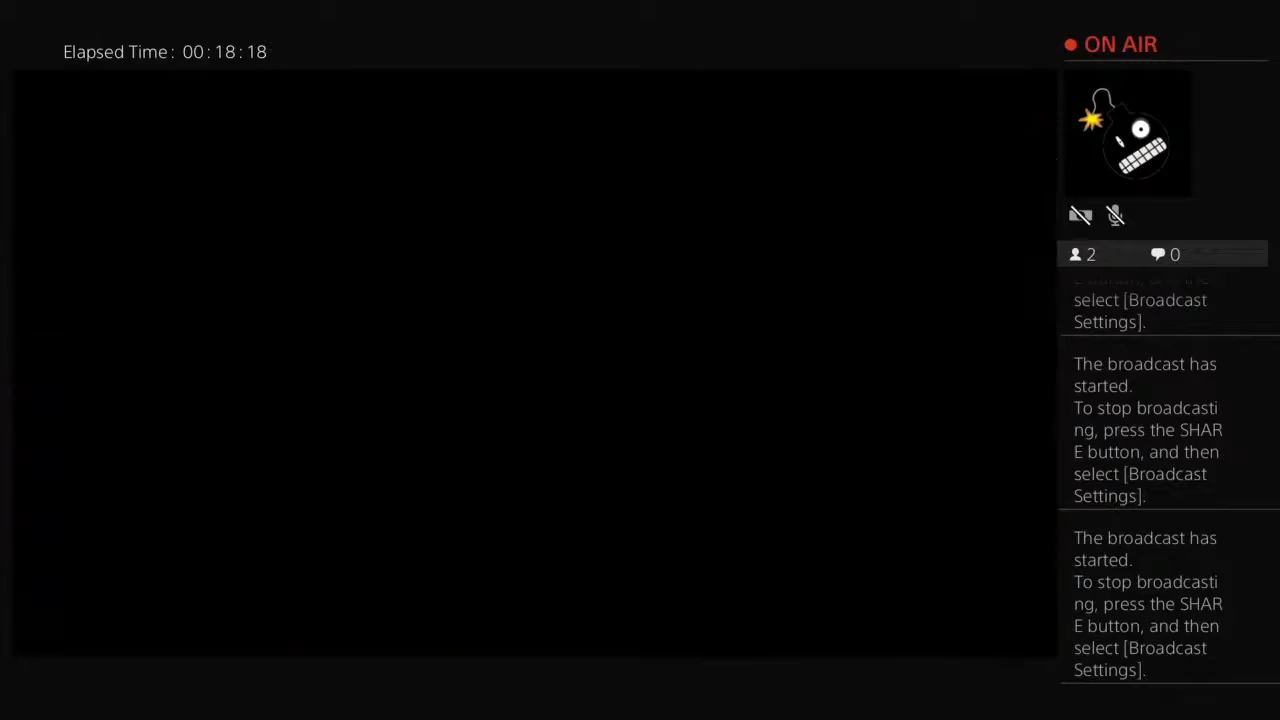 Elapsed Time: 00:18:18
ON AIR
2 0
select [Broadcast
Settings].
The broadcast has
started.
To stop broadcasti
ng, press the SHAR
E button, and then
select [Broadcast
Settings].
The broadcast has
started.
To stop broadcasti
ng, press the SHAR
E button, and then
select [Broadcast
Settings].